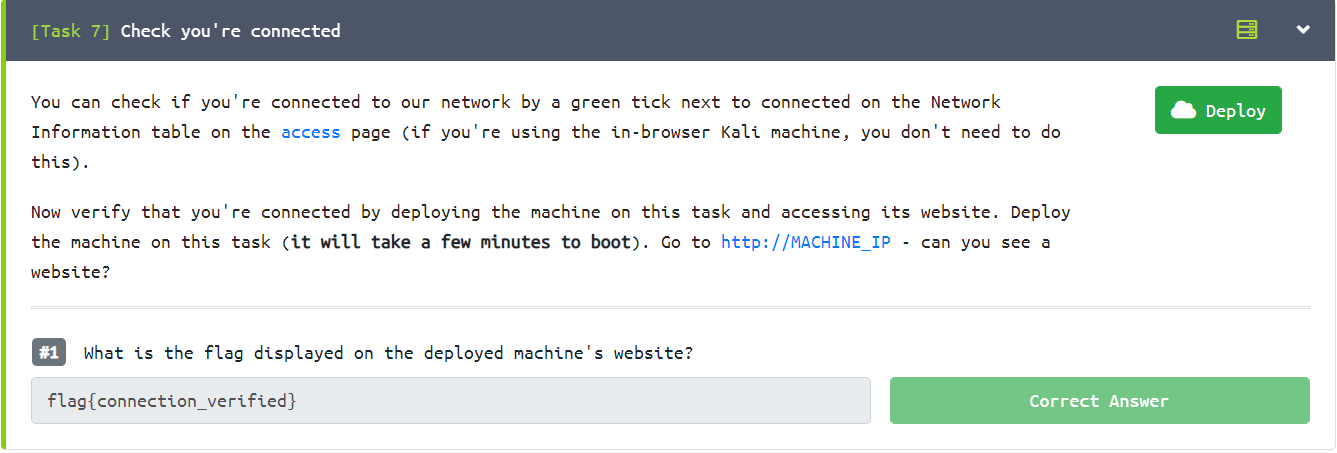 [Task 7] Check you're connected
You can check if you're connected to our network by a green tick next to connected on the Network
Information table on the access page (if you're using the in-browser Kali machine, you don't need to do
this).
Deploy
Now verify that you're connected by deploying the machine on this task and accessing its website. Deploy
the machine on this task (it will take a few minutes to boot). Go to http://MACHINE_IP - can you see a
website?
#1 What is the flag displayed on the deployed machine's website?
flag{connection_verified}
Correct Answer